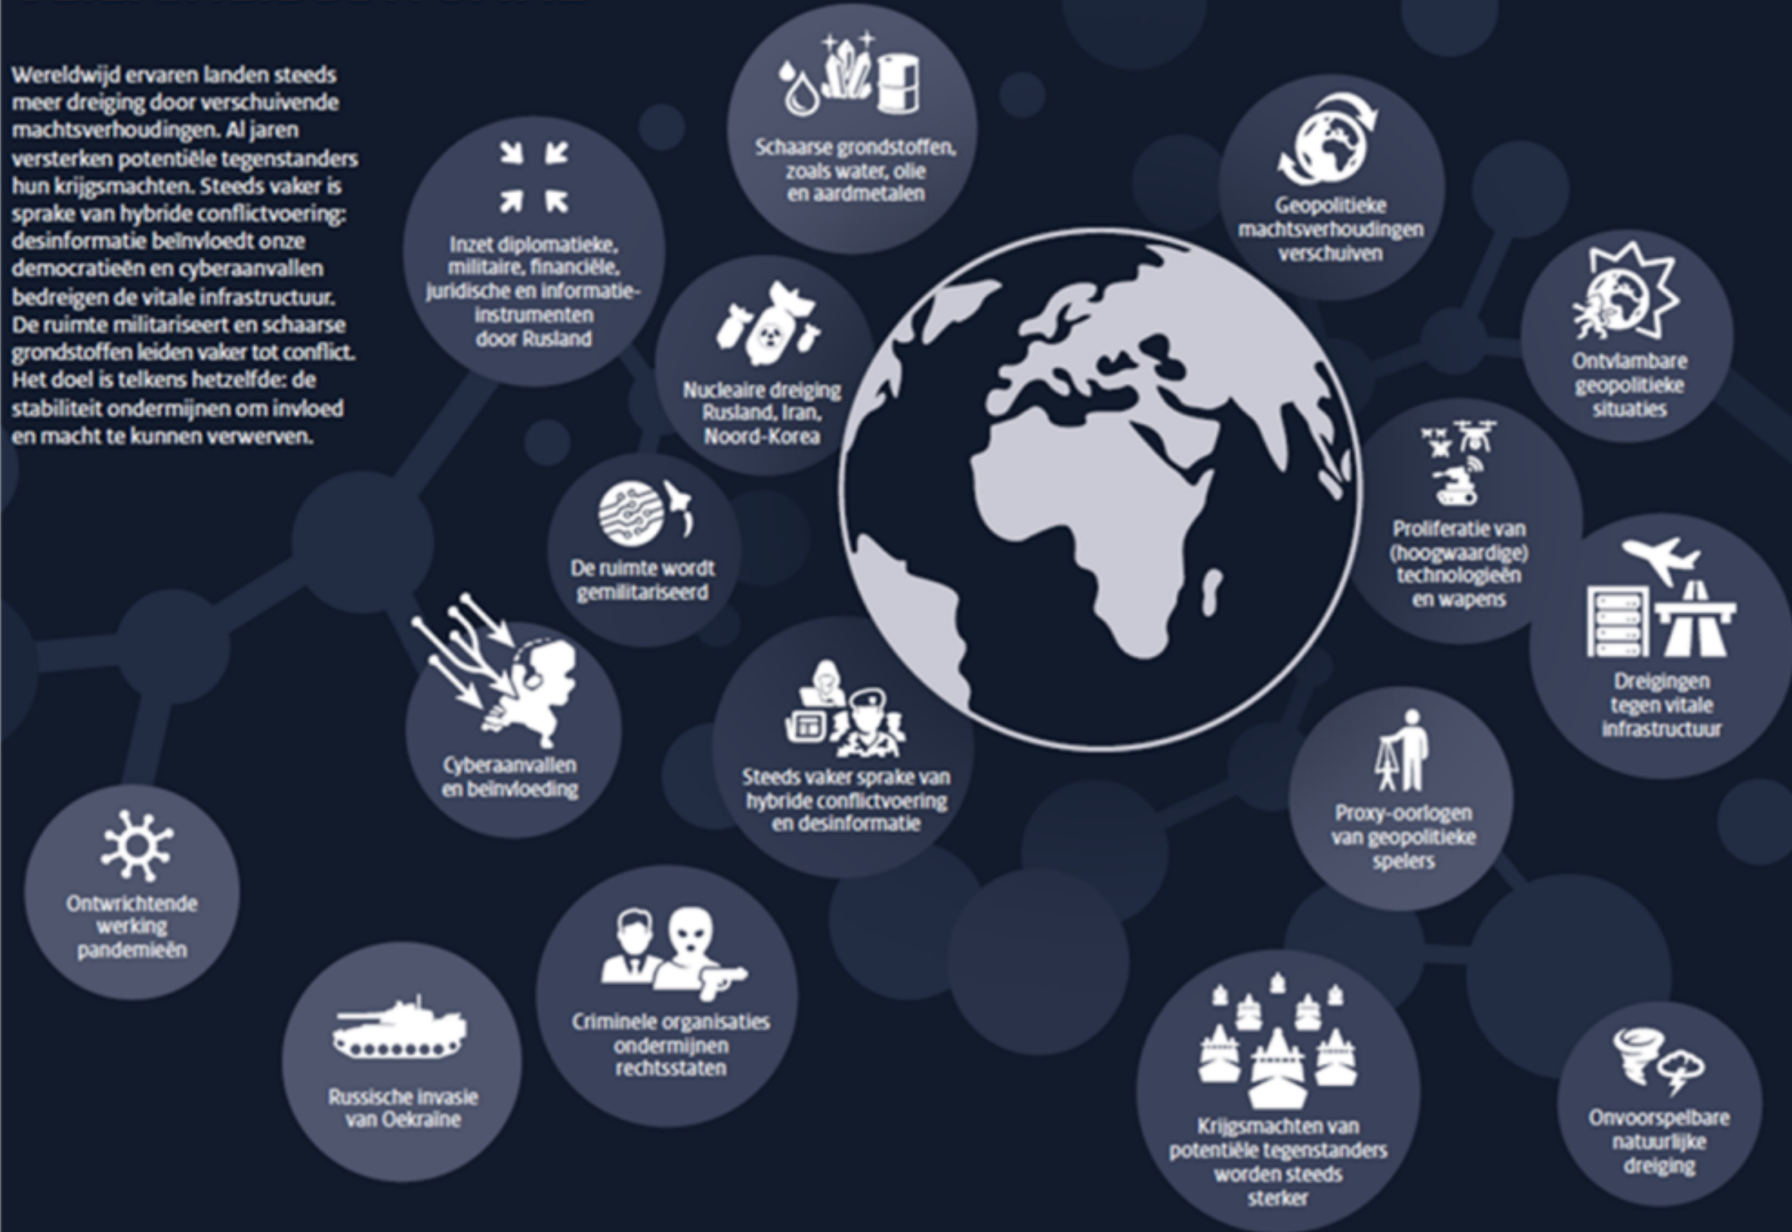 Wereldwijd ervaren landen steeds
meer dreiging door verschuivende
machtsverhoudingen. Al jaren
versterken potentiële tegenstanders
hun krijgsmachten. Steeds vaker is
sprake van hybride conflictvoering:
desinformatie beïnvloedt onze
democratieën en cyberaanvallen
bedreigen de vitale infrastructuur.
De ruimte militariseert en schaarse
grondstoffen leiden vaker tot conflict.
Het doel is telkens hetzelfde: de
stabiliteit ondermijnen om invloed
en macht te kunnen verwerven.
Schaarse grondstoffen,
zoals water, olie
en aardmetalen
Geopolitieke
machtsverhoudingen
verschuiven
Inzet diplomatieke,
militaire, financiële,
juridische en informatie-
instrumenten
door Rusland
Nucleaire dreiging
Rusland, Iran,
Noord-Korea
Ontvlambare
geopolitieke
situaties
De ruimte wordt
gemilitariseerd
Proliferatie van
(hoogwaardige)
technologieën
en wapens
Dreigingen
tegen vitale
infrastructuur
Cyberaanvallen
en beïnvloeding
Steeds vaker sprake van
hybride conflictvoering
en desinformatie
Proxy-oorlogen
van geopolitieke
spelers
Ontwrichtende
werking
pandemieën
Criminele organisaties
ondermijnen
rechtsstaten
Russische invasie
van Oekraïne
Krijgsmachten van
potentiële tegenstanders
worden steeds
sterker
Onvoorspelbare
natuurlijke
dreiging